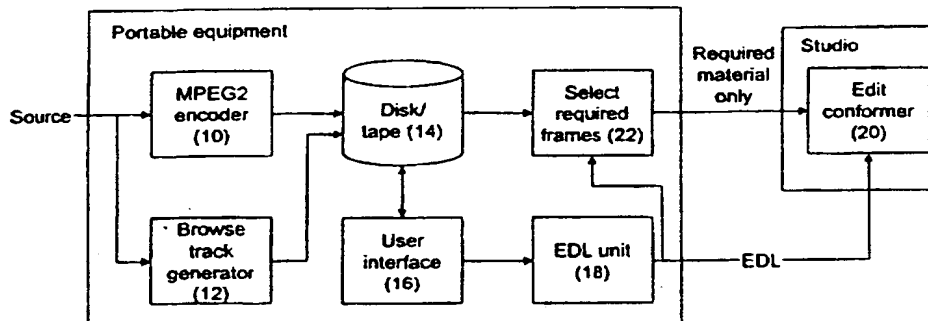 Portable equipment
Studio
Required
material
only
Source
MPEG2
encoder
(10)
Disk/
tape (14)
Select
required
frames (22)
Edit
conformer
(20)
Browse
track
generator
(12)
User
interface
(16)
EDL unit
(18)
EDL